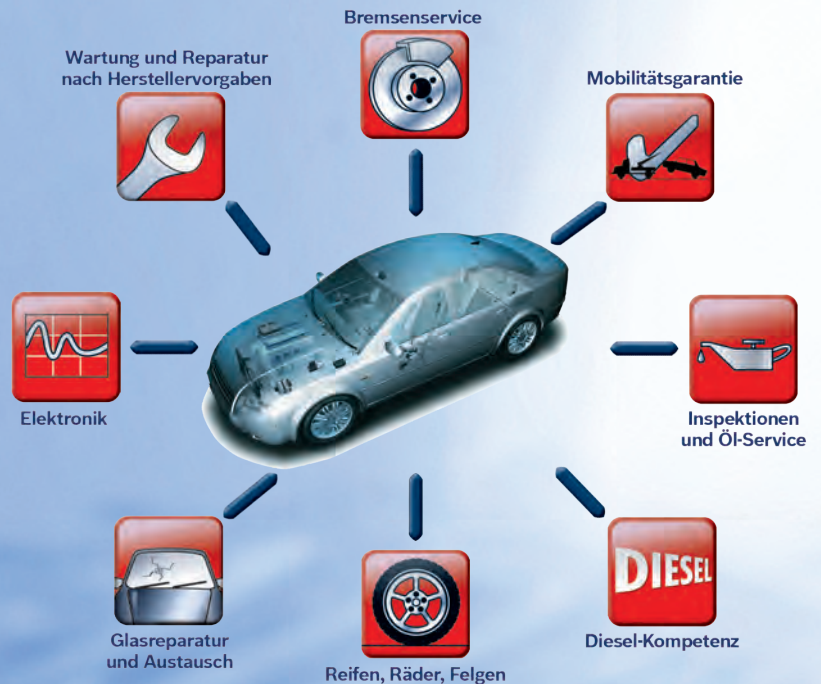 Bremsenservice
Wartung und Reparatur
nach Herstellervorgaben
Mobilitätsgarantie
Elektronik
Inspektionen
und Öl-Service
DIESEL
Glasreparatur
und Austausch
Reifen, Räder, Felgen
Diesel-Kompetenz